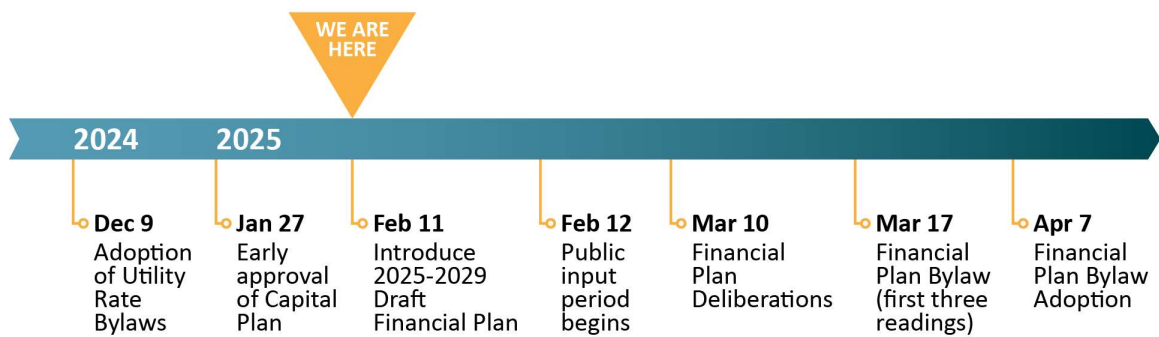 WE ARE
HERE
2024
2025
Dec 9
Adoption
of Utility
Rate
Bylaws
Jan 27
Early
approval
of Capital
Plan
Feb 11
Introduce
2025-2029
Draft
Financial Plan
Feb 12
Public
input
period
begins
Mar 10
Financial
Plan
Deliberations
Mar 17
Financial
Plan Bylaw
(first three
readings)
Apr 7
Financial
Plan Bylaw
Adoption